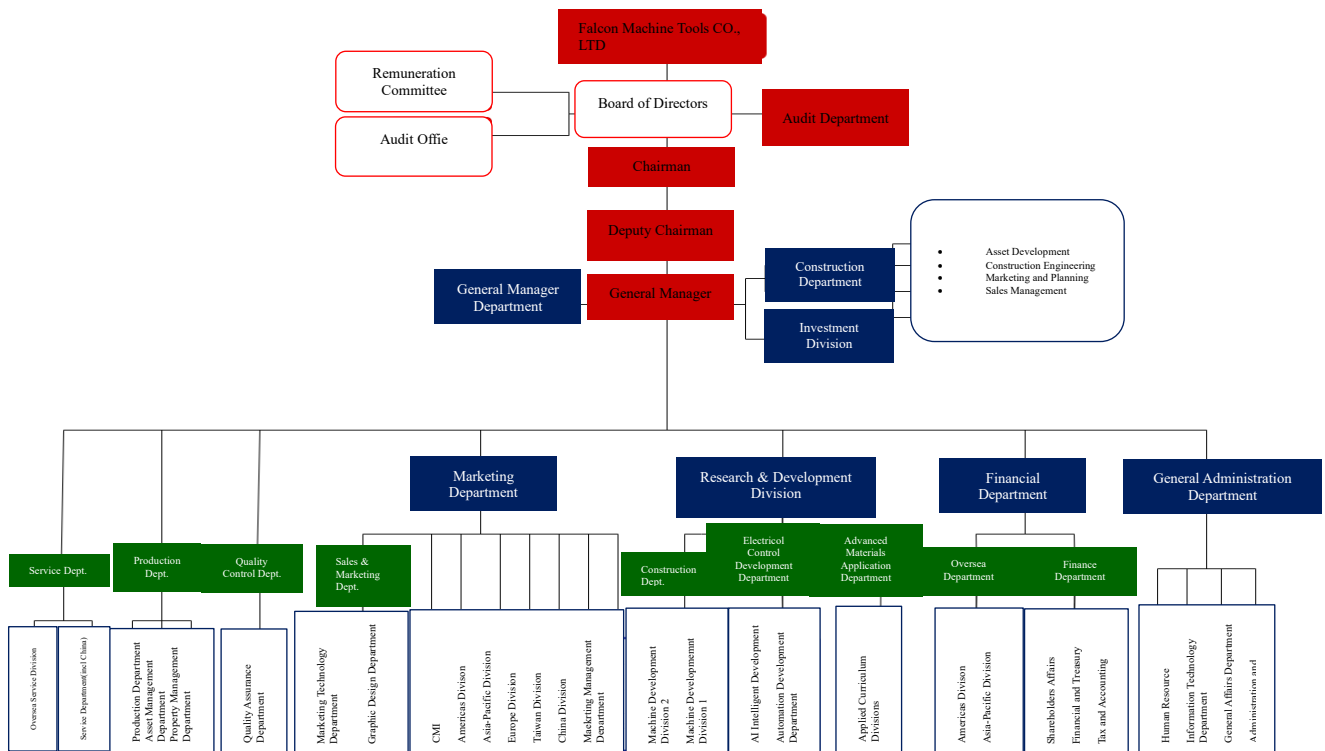 Falcon Machine Tools CO.,
LTD
Remuneration
Committee
Board of Directors
Audit Department
Audit Offie
Chairman
Deputy Chairman
General Manager
Department
General Manager
Construction
Department
Investment
Division
• Asset Development
• Construction Engineering
• Marketing and Planning
• Sales Management
Marketing
Department
Research & Development
Division
Financial
Department
General Administration
Department
Service Dept.
Production
Dept.
Quality
Control Dept.
Sales &
Marketing
Dept.
Construction
Dept.
Electricol
Control
Development
Department
Advanced
Materials
Application
Department
Oversea
Department
Finance
Department
Oversea Service Division
Service Department(incl China)
Production Department
Asset Management
Department
Property Management
Department
Quality Assurance
Department
Marketing Technology
Department
Graphic Design Department
CMI
Americas Divison
Asia-Pacific Division
Europe Division
Taiwan Division
China Division
Maekrting Management
Department
Machine Development
Division 2
Machine Developmemnt
Division 1
AI Intelligent Development
Automation Development
Department
Applied Curriculum
Divisions
Americas Divison
Asia-Pacific Division
Shareholders Affairs
Financial and Treasury
Tax and Accounting
Human Resource
Information Technology
Department
General Affairs Department
Administration and